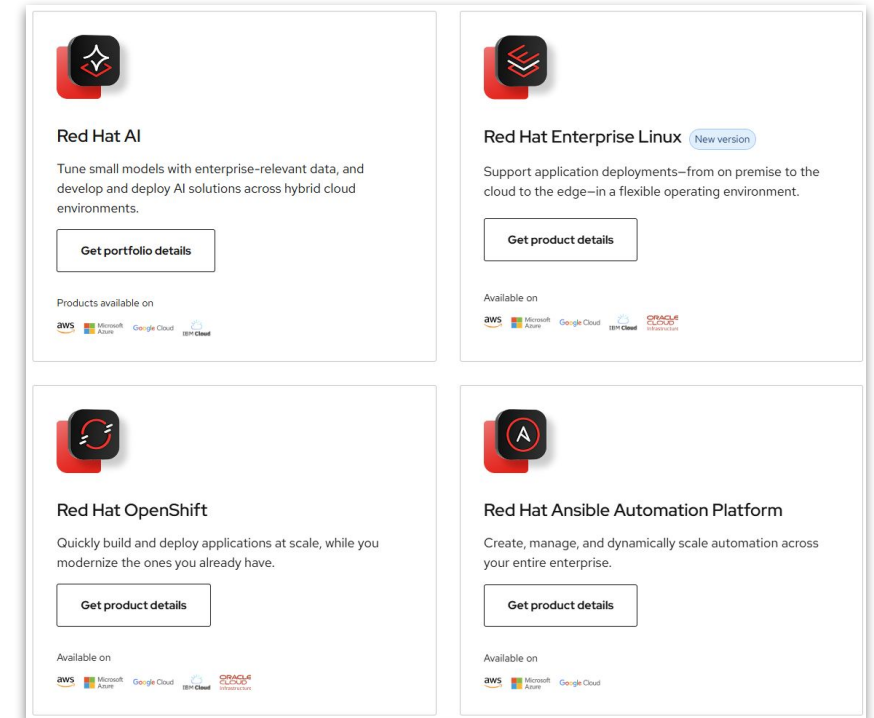 Red Hat AI
Tune small models with enterprise-relevant data, and
develop and deploy AI solutions across hybrid cloud
environments.
Get portfolio details
Products available on
aws Microsoft Azure Google Cloud IBM Cloud
Red Hat Enterprise Linux New version
Support application deployments—from on premise to the
cloud to the edge—in a flexible operating environment.
Get product details
Available on
aws Microsoft Azure Google Cloud IBM Cloud ORACLE CLOUD Infrastructure
Red Hat OpenShift
Quickly build and deploy applications at scale, while you
modernize the ones you already have.
Get product details
Available on
aws Microsoft Azure Google Cloud IBM Cloud ORACLE CLOUD Infrastructure
Red Hat Ansible Automation Platform
Create, manage, and dynamically scale automation across
your entire enterprise.
Get product details
Available on
aws Microsoft Azure Google Cloud